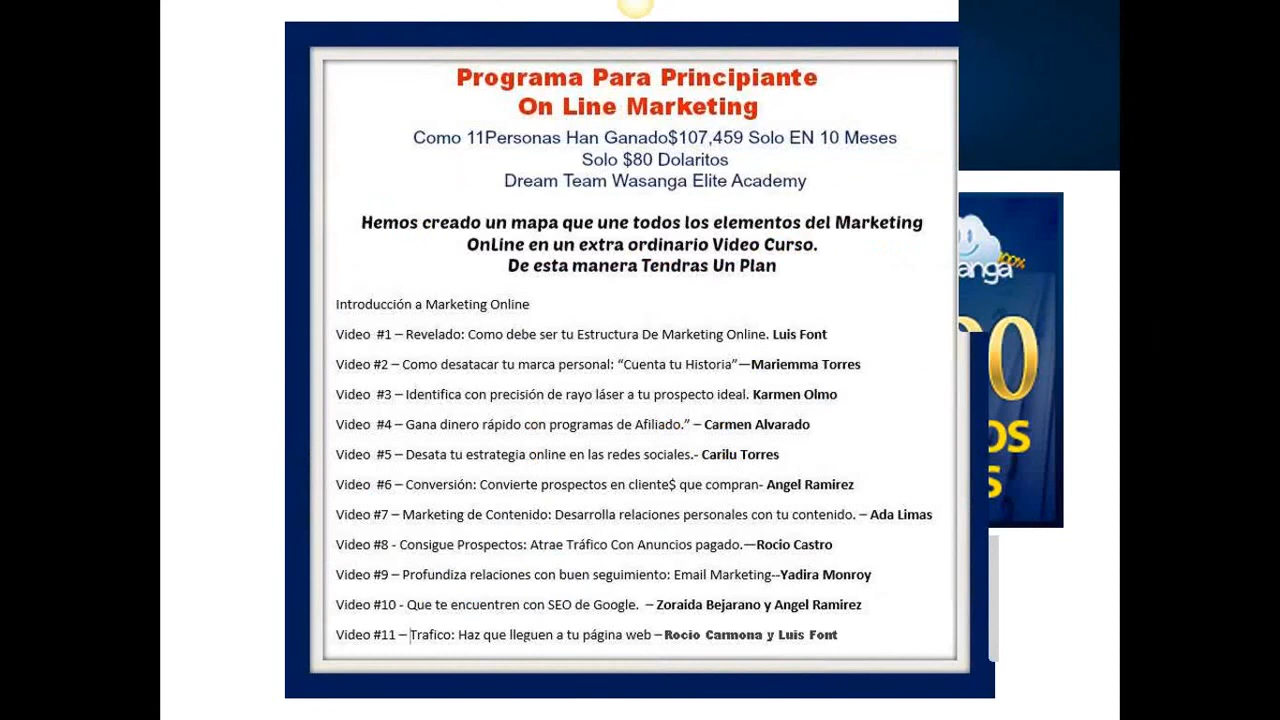 Programa Para Principiante
On Line Marketing
Como 11Personas Han Ganado$107,459 Solo EN 10 Meses
Solo $80 Dolaritos
Dream Team Wasanga Elite Academy
Hemos creado un mapa que une todos los elementos del Marketing
OnLine en un extra ordinario Video Curso.
De esta manera Tendras Un Plan
Introducción a Marketing Online
Video #1 – Revelado: Como debe ser tu Estructura De Marketing Online. Luis Font
Video #2 – Como desatacar tu marca personal: “Cuenta tu Historia”—Mariemma Torres
Video #3 – Identifica con precisión de rayo láser a tu prospecto ideal. Karmen Olmo
Video #4 – Gana dinero rápido con programas de Afiliado.” – Carmen Alvarado
Video #5 – Desata tu estrategia online en las redes sociales.- Carilu Torres
Video #6 – Conversión: Convierte prospectos en cliente$ que compran- Angel Ramirez
Video #7 – Marketing de Contenido: Desarrolla relaciones personales con tu contenido. – Ada Limas
Video #8 - Consigue Prospectos: Atrae Tráfico Con Anuncios pagado.—Rocio Castro
Video #9 – Profundiza relaciones con buen seguimiento: Email Marketing--Yadira Monroy
Video #10 - Que te encuentren con SEO de Google. – Zoraida Bejarano y Angel Ramirez
Video #11 – Trafico: Haz que lleguen a tu página web – Rocio Carmona y Luis Font
100%